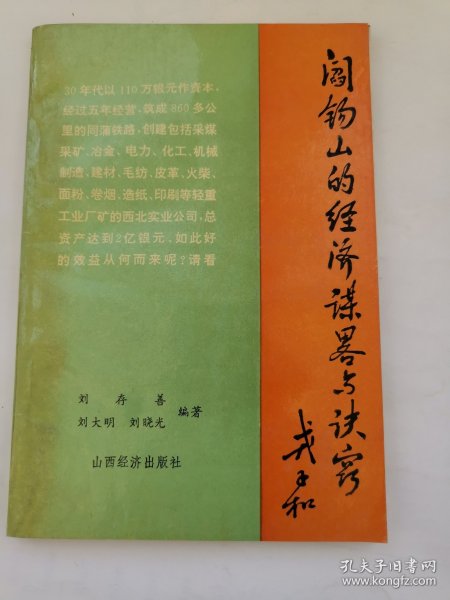 阎锡山的经济谋略与诀窍
戎子和
30年代以110万银元作资本，
经过五年经营，筑成860多公
里的同蒲铁路，创建包括采煤
采矿、冶金、电力、化工、机械
制造、建材、毛纺、皮革、火柴、
面粉、卷烟、造纸、印刷等轻重
工业厂矿的西北实业公司，总
资产达到2亿银元，如此好
的效益从何而来呢？请看
刘存善
刘大明 刘晓光 编著
山西经济出版社
孔夫子旧书网
www.kongfz.com